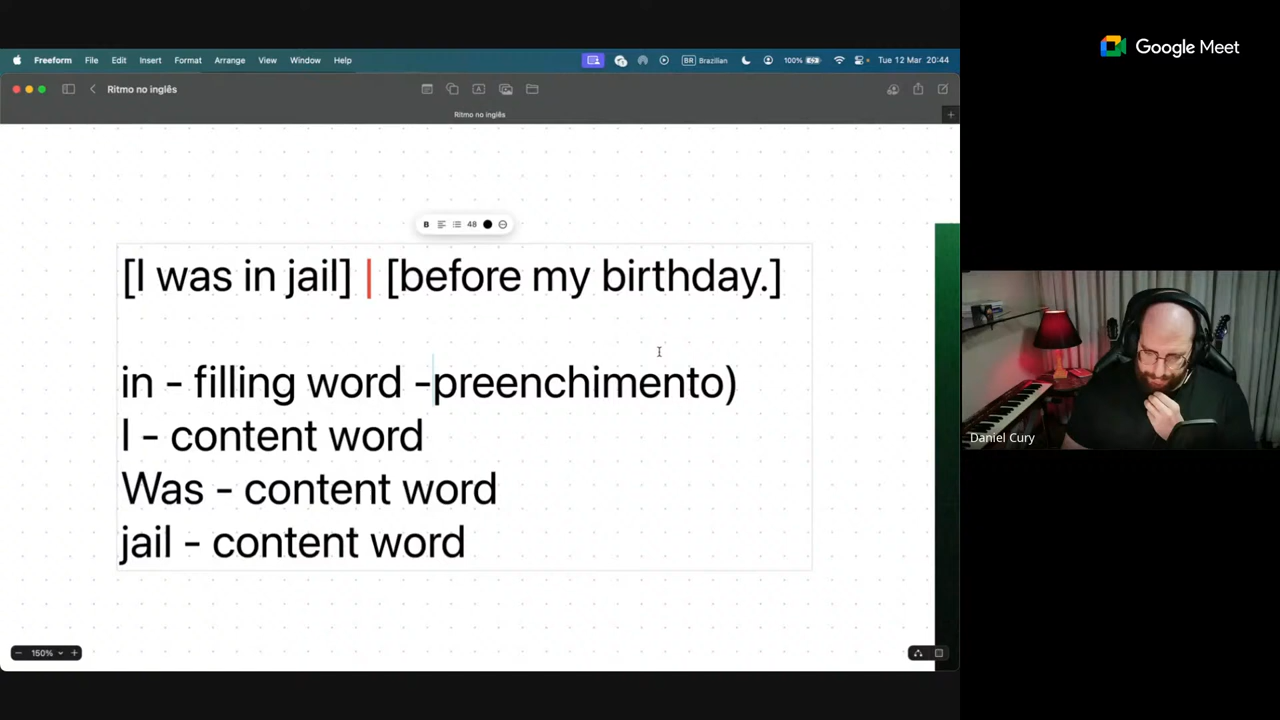 Freeform File Edit Insert Format Arrange View Window Help
BR Brazilian 100% Tue 12 Mar 20:44
Ritmo no inglês
Ritmo no inglês
B 48
[I was in jail] | [before my birthday.]
in - filling word -preenchimento)
I - content word
Was - content word
jail - content word
150%
Google Meet
Daniel Cury